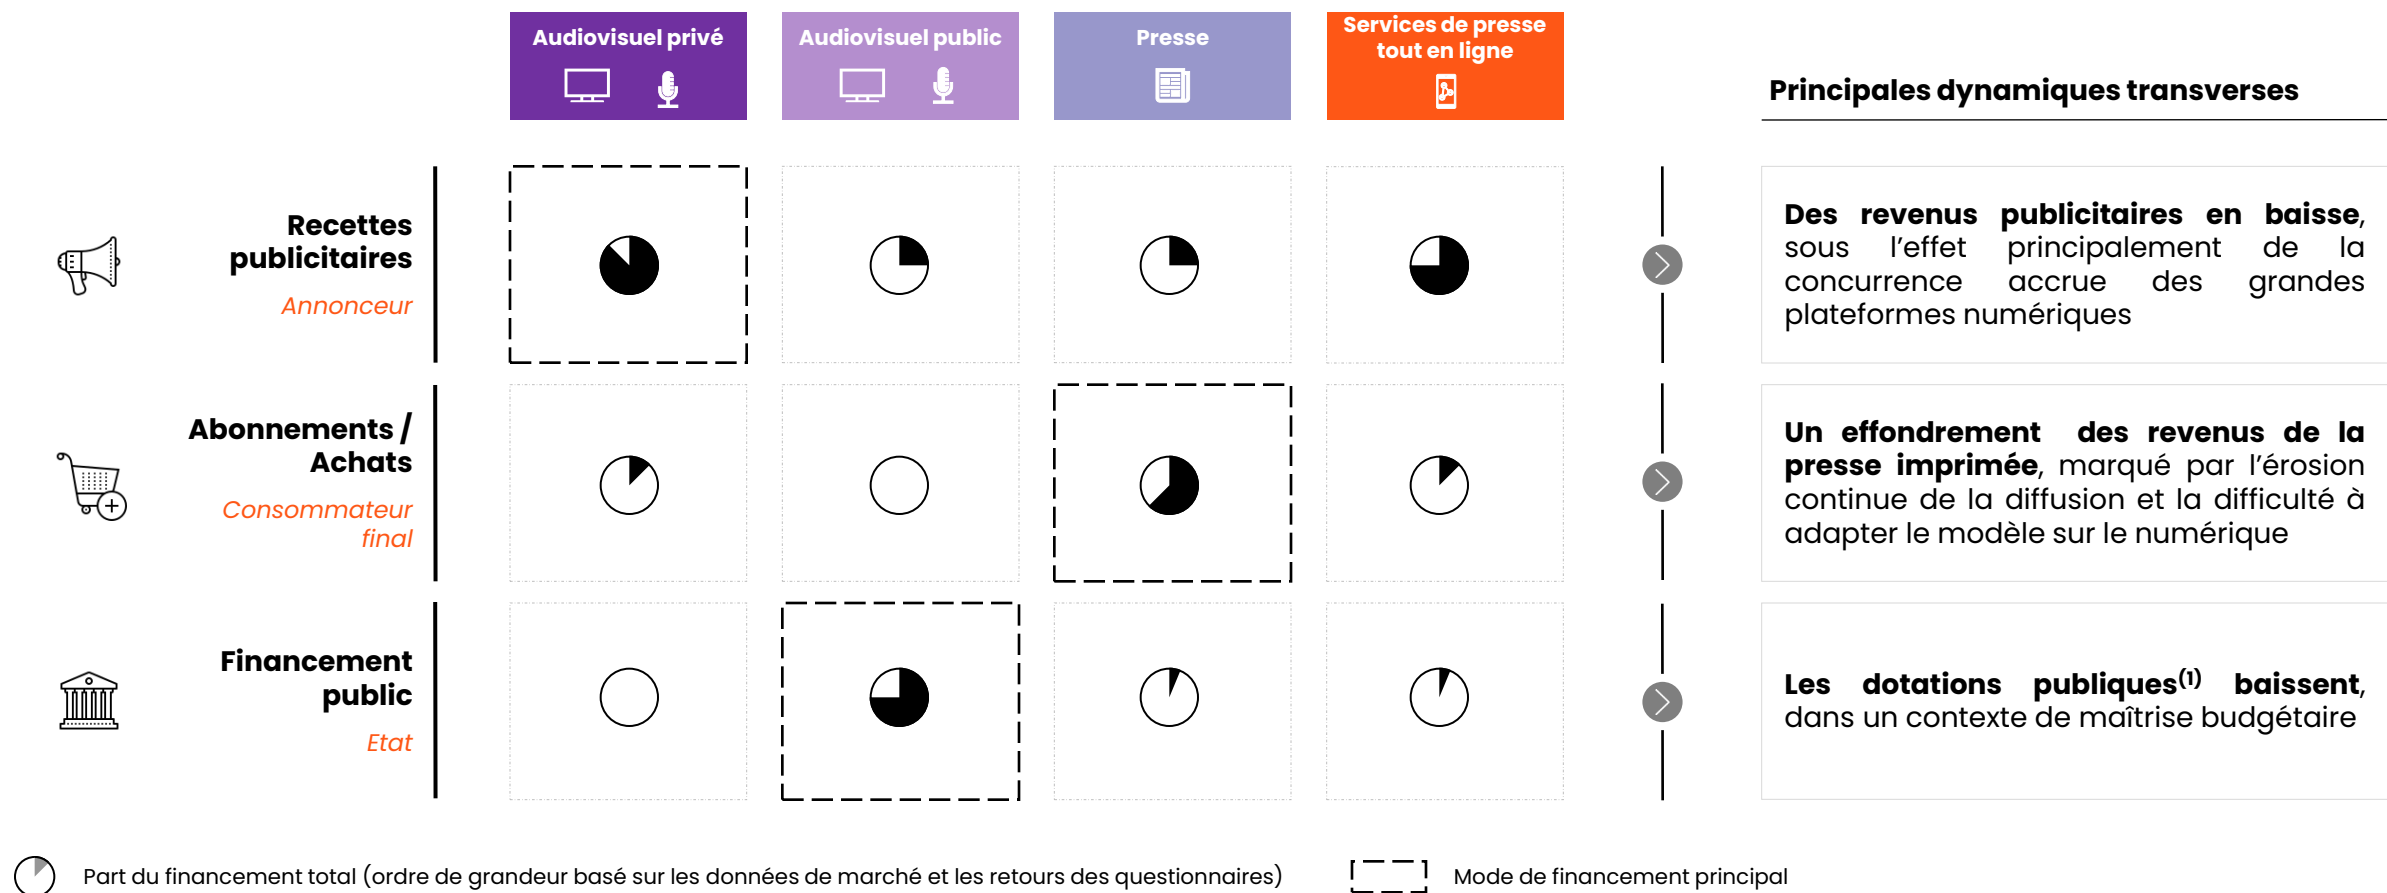 Audiovisuel privé
Audiovisuel public
Presse
Services de presse
tout en ligne
Principales dynamiques transverses
Recettes
publicitaires
Annonceur
Des revenus publicitaires en baisse,
sous l’effet principalement de la
concurrence accrue des grandes
plateformes numériques
Abonnements /
Achats
Consommateur
final
Un effondrement des revenus de la
presse imprimée, marqué par l’érosion
continue de la diffusion et la difficulté à
adapter le modèle sur le numérique
Financement
public
Etat
Les dotations publiques(1) baissent,
dans un contexte de maîtrise budgétaire
Part du financement total (ordre de grandeur basé sur les données de marché et les retours des questionnaires)
Mode de financement principal